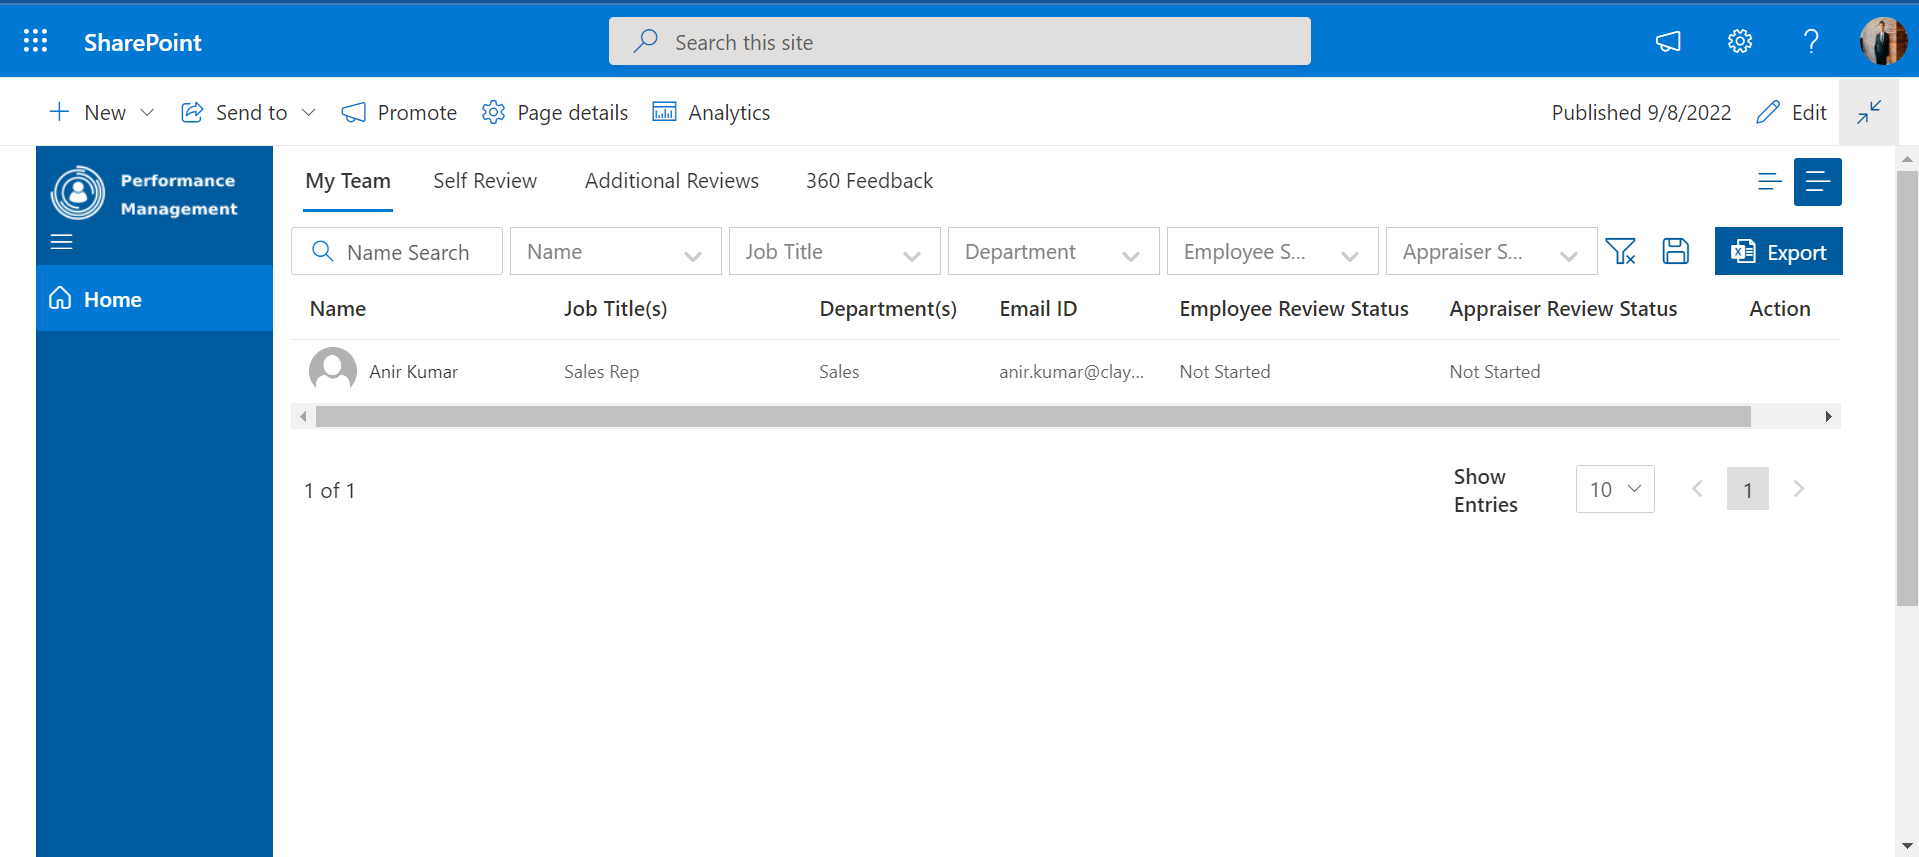 SharePoint
Search this site
New
Send to
Promote
Page details
Analytics
Published 9/8/2022
Edit
Performance
Management
Home
My Team
Self Review
Additional Reviews
360 Feedback
Name Search
Name
Job Title
Department
Employee S...
Appraiser S...
Export
Name
Job Title(s)
Department(s)
Email ID
Employee Review Status
Appraiser Review Status
Action
Anir Kumar
Sales Rep
Sales
anir.kumar@clay...
Not Started
Not Started
1 of 1
Show
Entries
10
1